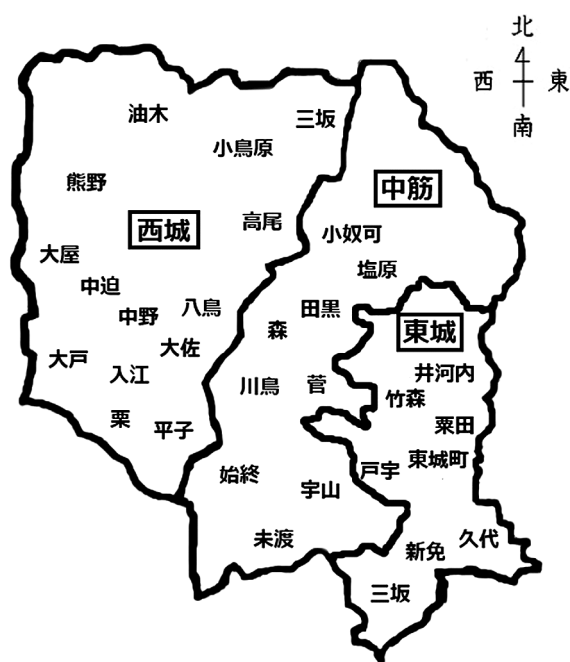 北
西 東
南
油木
三坂
小鳥原
熊野
中筋
高尾
西城
小奴可
大屋
塩原
中迫
八鳥
田黒
中野
森
東城
大佐
大戸
入江
井河内
川鳥
菅
竹森
栗
粟田
平子
東城町
戸宇
始終
宇山
未渡
久代
新免
三坂